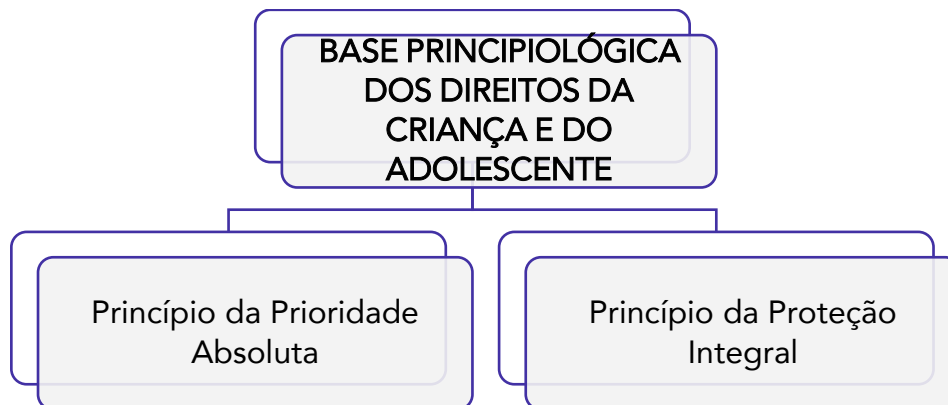 BASE PRINCIPIOLÓGICA
DOS DIREITOS DA
CRIANÇA E DO
ADOLESCENTE
Princípio da Prioridade
Absoluta
Princípio da Proteção
Integral